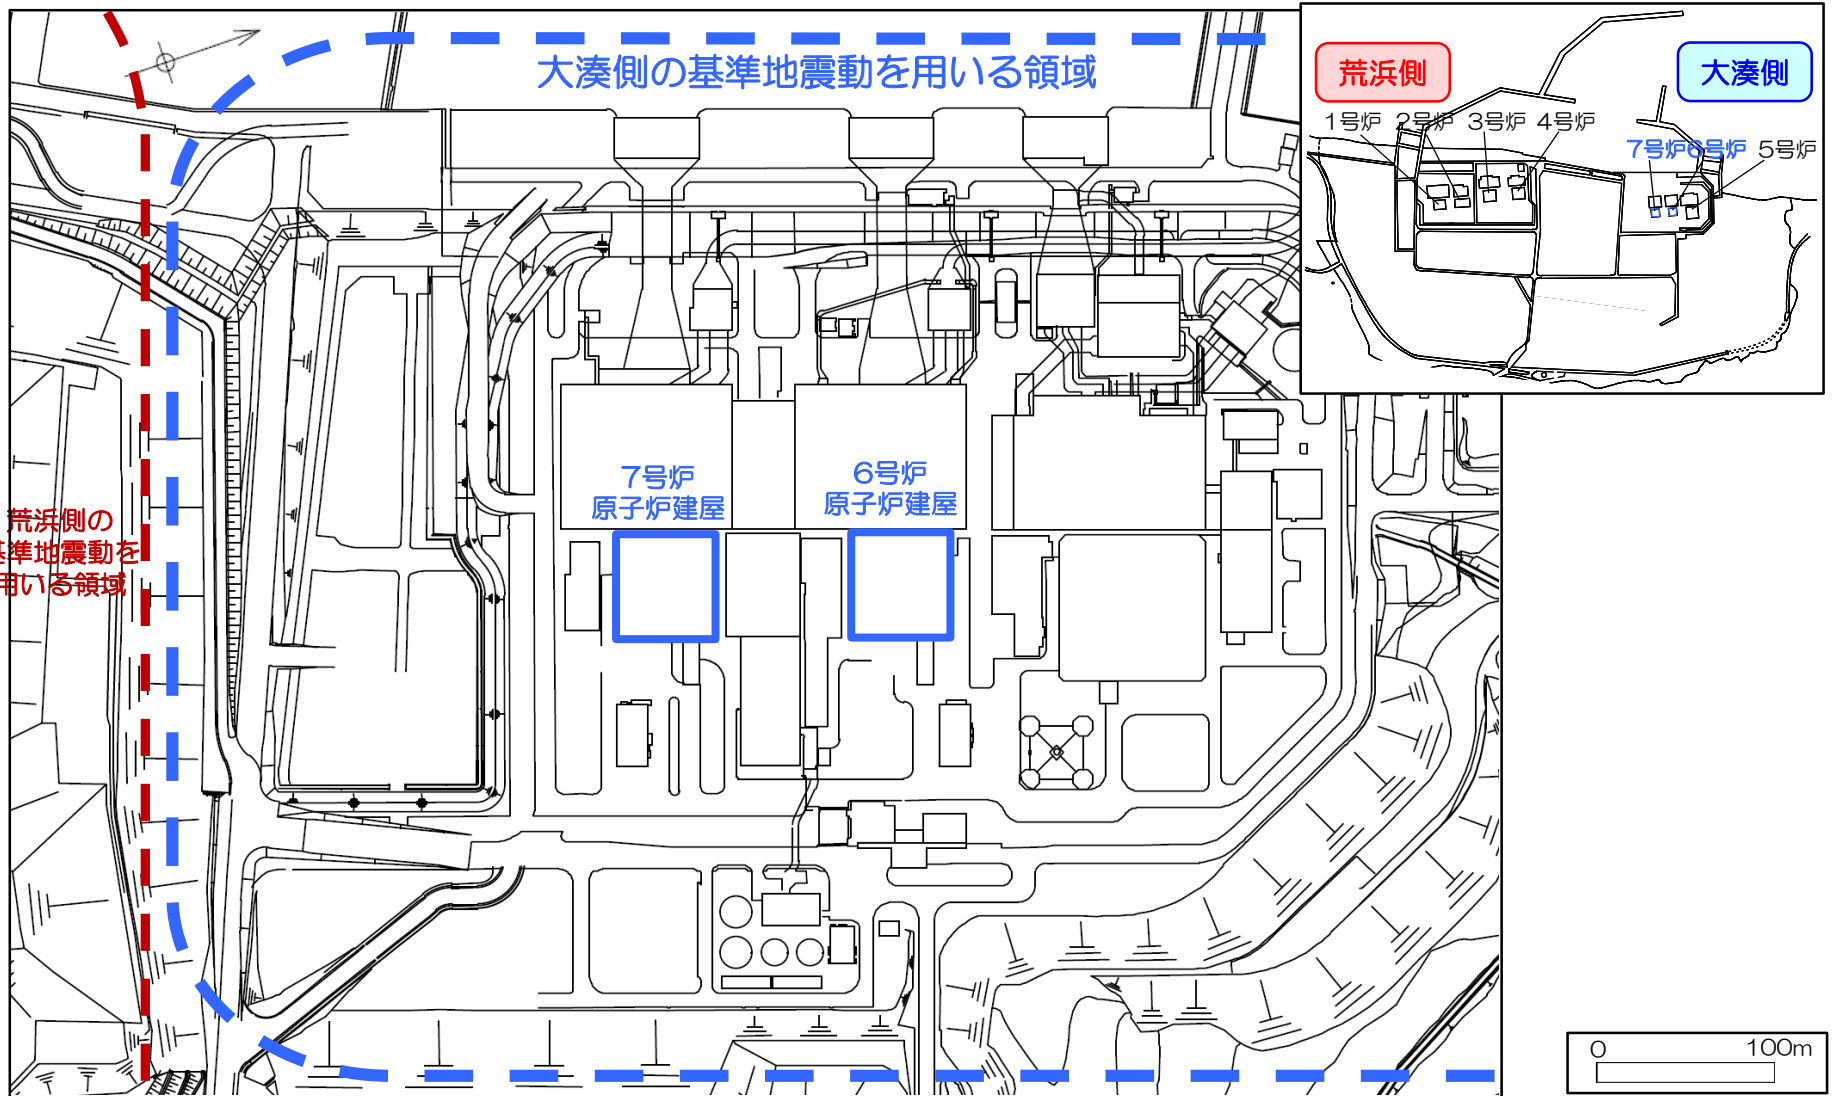 大湊側の基準地震動を用いる領域
荒浜側
大湊側
1号炉 2号炉 3号炉 4号炉
7号炉 6号炉 5号炉
7号炉
原子炉建屋
6号炉
原子炉建屋
荒浜側の
基準地震動を
用いる領域
0 100m